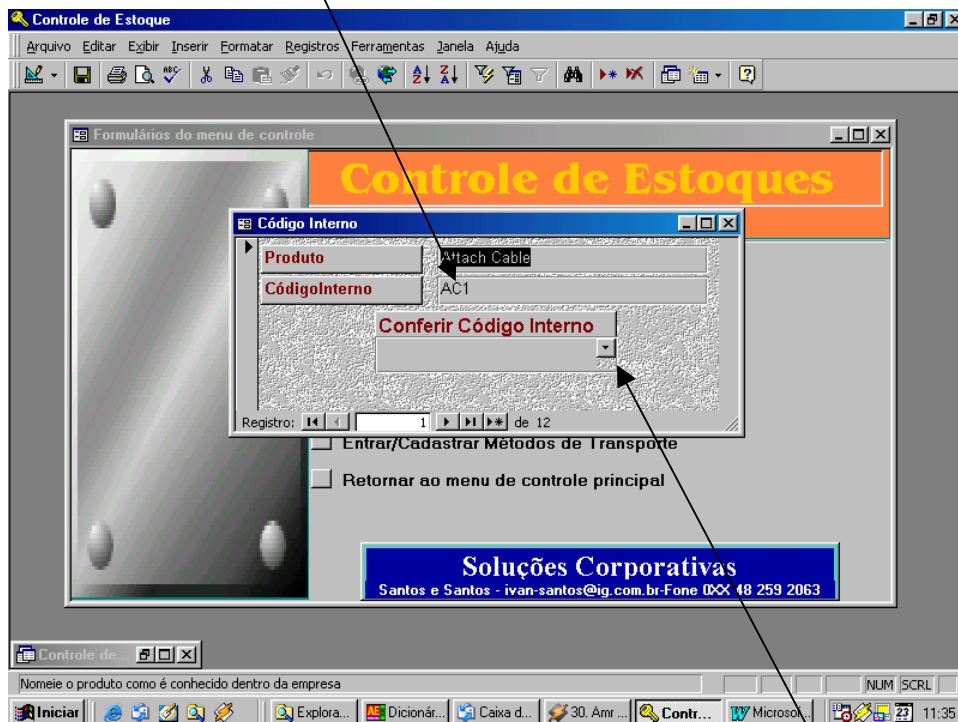 Controle de Estoque
Arquivo Editar Exibir Inserir Formatar Registros Ferramentas Janela Ajuda
Formulários do menu de controle
Controle de Estoques
Código Interno
Produto Attach Cable
CódigoInterno AC1
Conferir Código Interno
Registro: 1 de 12
Entrar/Cadastrar Métodos de Transporte
Retornar ao menu de controle principal
Soluções Corporativas
Santos e Santos - ivan-santos@ig.com.br-Fone 0XX 48 259 2063
Controle de...
Nomeie o produto como é conhecido dentro da empresa NUM SCRL
Iniciar Explora... Dicionár... Caixa d... 30. Amr ... Contr... Microsof... 23 11:35